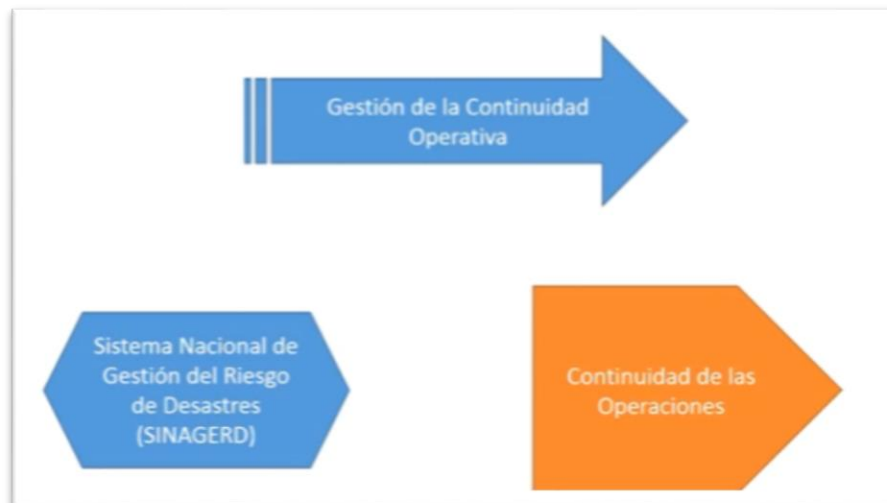 Gestión de la Continuidad
Operativa
Sistema Nacional de
Gestión del Riesgo
de Desastres
(SINAGERD)
Continuidad de las
Operaciones